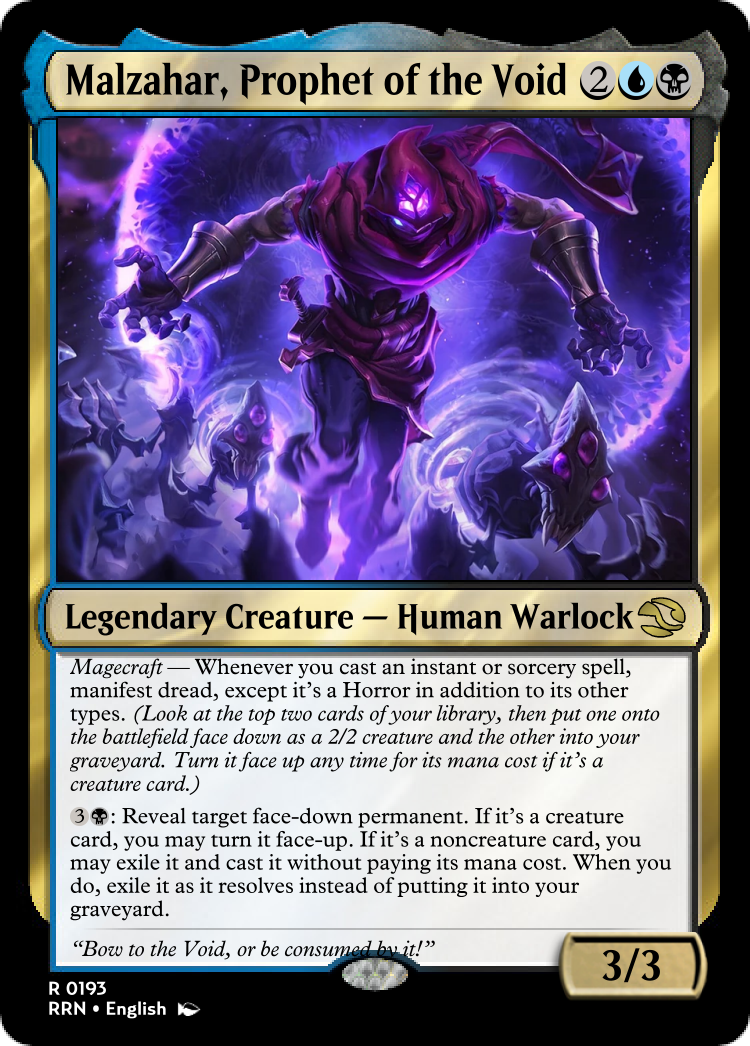 Malzahar, Prophet of the Void 2
Legendary Creature — Human Warlock
Magecraft — Whenever you cast an instant or sorcery spell,
manifest dread, except it's a Horror in addition to its other
types. (Look at the top two cards of your library, then put one onto
the battlefield face down as a 2/2 creature and the other into your
graveyard. Turn it face up any time for its mana cost if it's a
creature card.)
3: Reveal target face-down permanent. If it's a creature
card, you may turn it face-up. If it's a noncreature card, you
may exile it and cast it without paying its mana cost. When you
do, exile it as it resolves instead of putting it into your
graveyard.
“Bow to the Void, or be consumed by it!”
3/3
R 0193
RRN • English